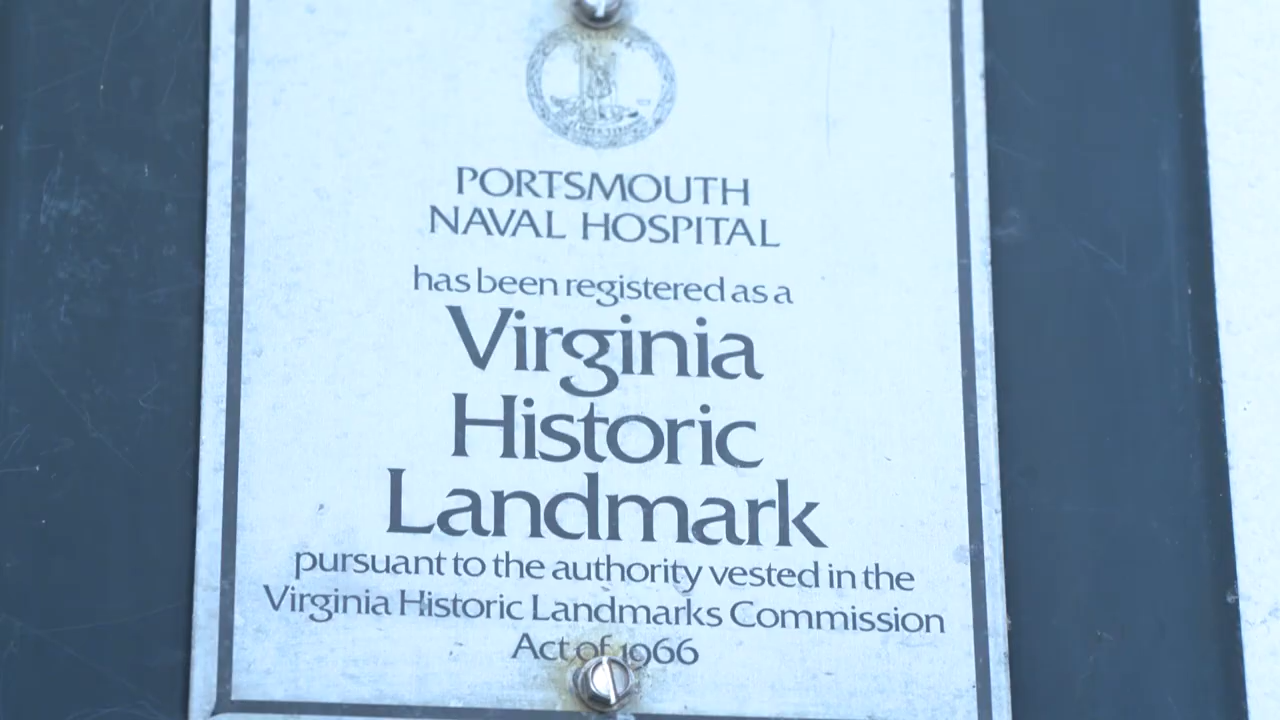 PORTSMOUTH
NAVAL HOSPITAL
has been registered as a
Virginia
Historic
Landmark
pursuant to the authority vested in the
Virginia Historic Landmarks Commission
Act of 1966